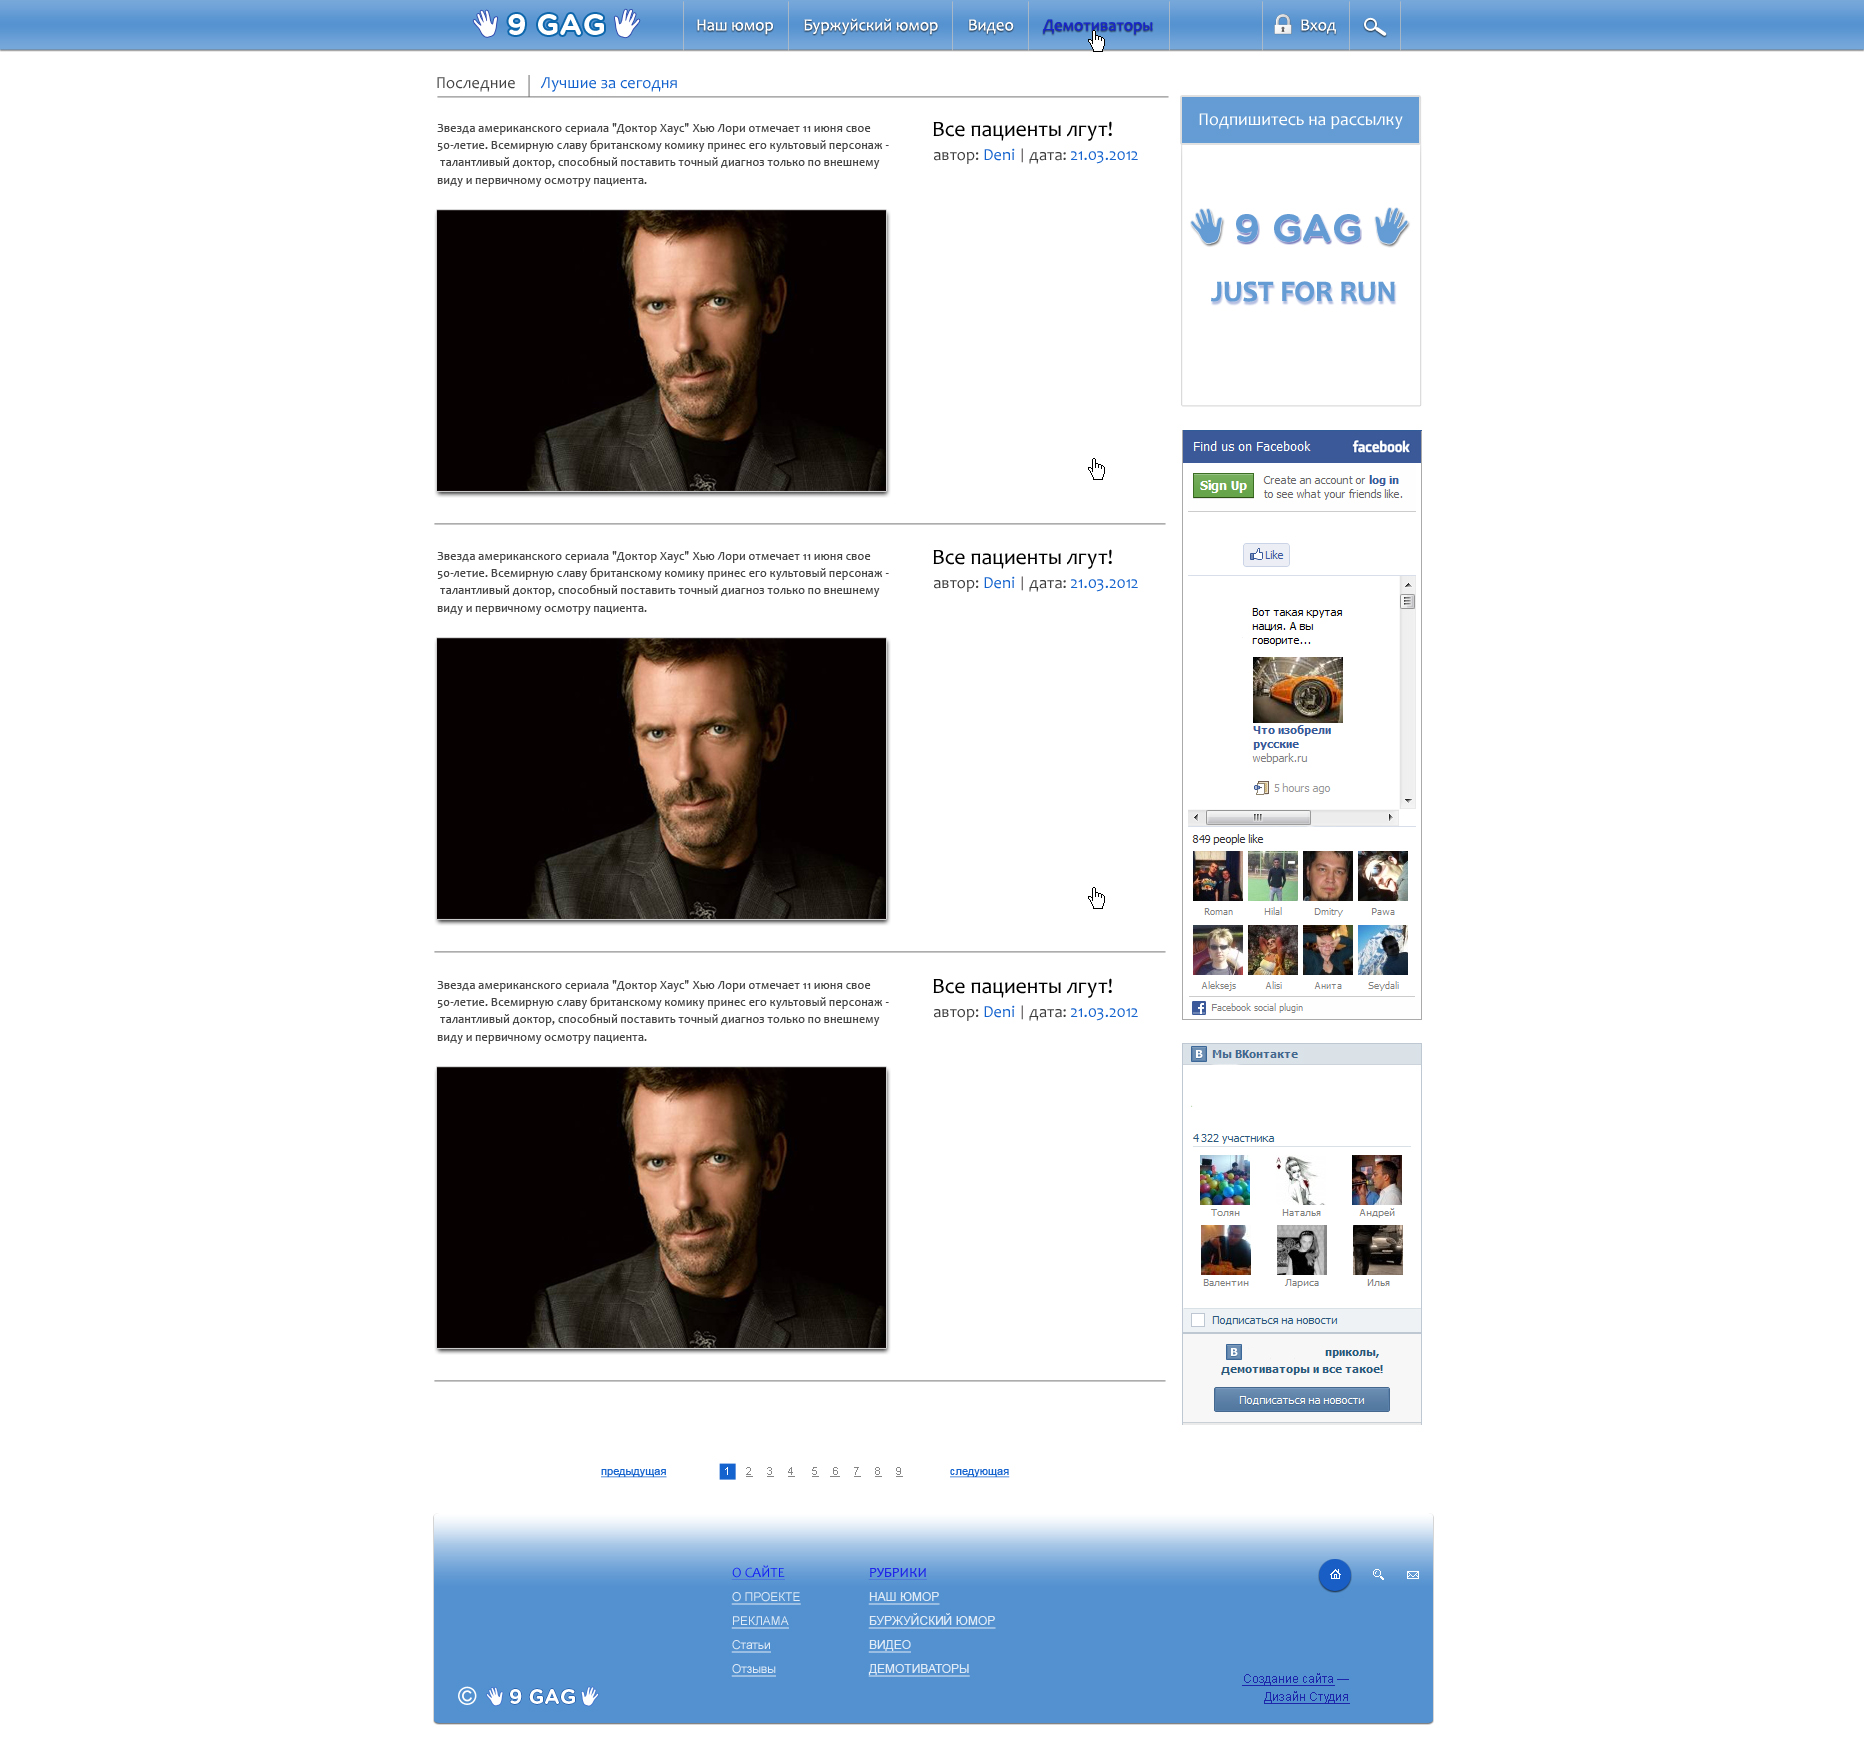 9 GAG
Наш юмор
Буржуйский юмор
Видео
Демотиваторы
Вход
Последние
Лучшие за сегодня
Звезда американского сериала "Доктор Хаус" Хью Лори отмечает 11 июня свое
50-летие. Всемирную славу британскому комику принес его культовый персонаж -
талантливый доктор, способный поставить точный диагноз только по внешнему
виду и первичному осмотру пациента.
Все пациенты лгут!
автор: Deni | дата: 21.03.2012
Звезда американского сериала "Доктор Хаус" Хью Лори отмечает 11 июня свое
50-летие. Всемирную славу британскому комику принес его культовый персонаж -
талантливый доктор, способный поставить точный диагноз только по внешнему
виду и первичному осмотру пациента.
Все пациенты лгут!
автор: Deni | дата: 21.03.2012
Звезда американского сериала "Доктор Хаус" Хью Лори отмечает 11 июня свое
50-летие. Всемирную славу британскому комику принес его культовый персонаж -
талантливый доктор, способный поставить точный диагноз только по внешнему
виду и первичному осмотру пациента.
Все пациенты лгут!
автор: Deni | дата: 21.03.2012
Подпишитесь на рассылку
9 GAG
JUST FOR RUN
Find us on Facebook
facebook
Sign Up
Create an account or log in
to see what your friends like.
Like
Вот такая крутая
нация. А вы
говорите...
Что изобрели
русские
webpark.ru
5 hours ago
849 people like
Roman
Hilal
Dmitry
Pawa
Aleksejs
Alisi
Анита
Seydali
Facebook social plugin
В Мы ВКонтакте
4 322 участника
Толян
Наталья
Андрей
Валентин
Лариса
Илья
Подписаться на новости
В приколы,
демотиваторы и все такое!
Подписаться на новости
предыдущая
1 2 3 4 5 6 7 8 9
следующая
О САЙТЕ
О ПРОЕКТЕ
РЕКЛАМА
Статьи
Отзывы
РУБРИКИ
НАШ ЮМОР
БУРЖУЙСКИЙ ЮМОР
ВИДЕО
ДЕМОТИВАТОРЫ
© 9 GAG
Создание сайта —
Дизайн Студия